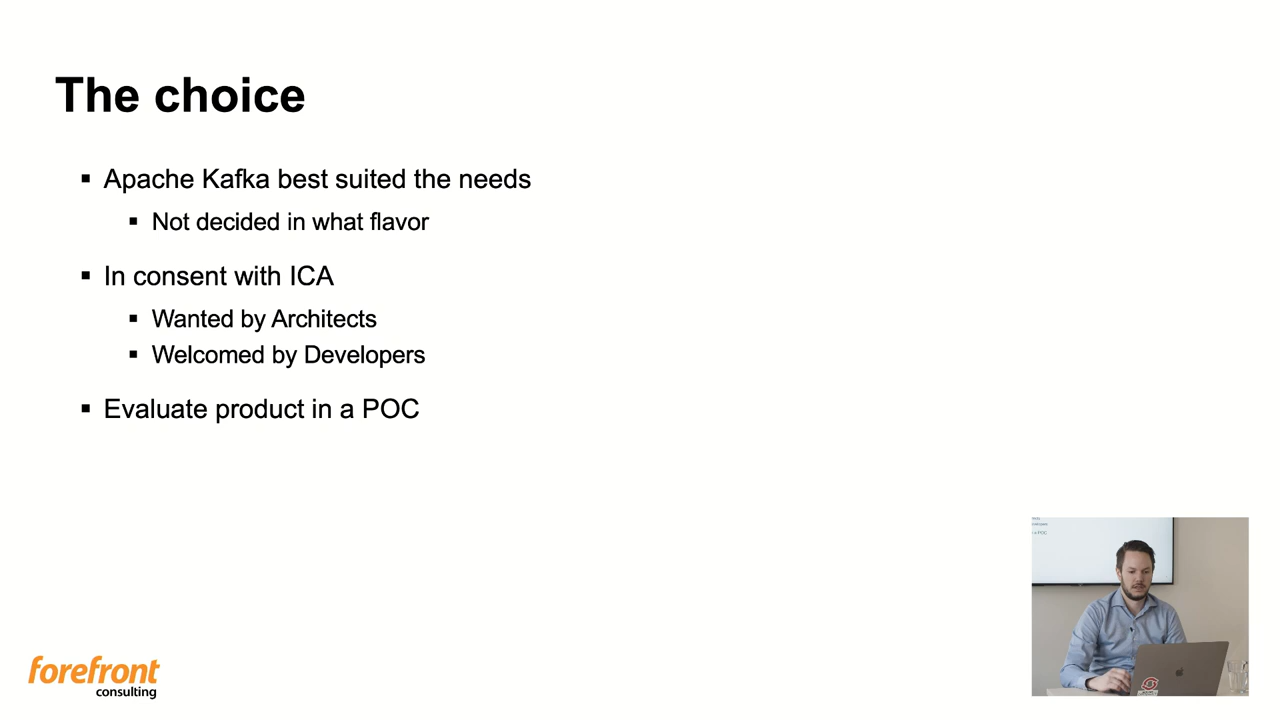 The choice
▪ Apache Kafka best suited the needs
▪ Not decided in what flavor
▪ In consent with ICA
▪ Wanted by Architects
▪ Welcomed by Developers
▪ Evaluate product in a POC
forefront
consulting